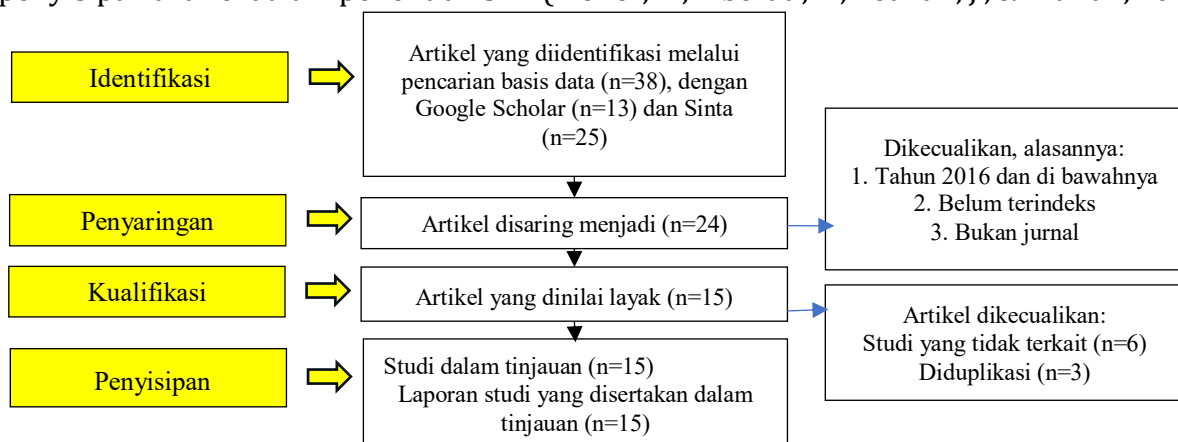 Identifikasi
Artikel yang diidentifikasi melalui
pencarian basis data (n=38), dengan
Google Scholar (n=13) dan Sinta
(n=25)
Dikecualikan, alasannya:
1. Tahun 2016 dan di bawahnya
2. Belum terindeks
3. Bukan jurnal
Penyaringan
Artikel disaring menjadi (n=24)
Kualifikasi
Artikel yang dinilai layak (n=15)
Artikel dikecualikan:
Studi yang tidak terkait (n=6)
Diduplikasi (n=3)
Penyisipan
Studi dalam tinjauan (n=15)
Laporan studi yang disertakan dalam
tinjauan (n=15)